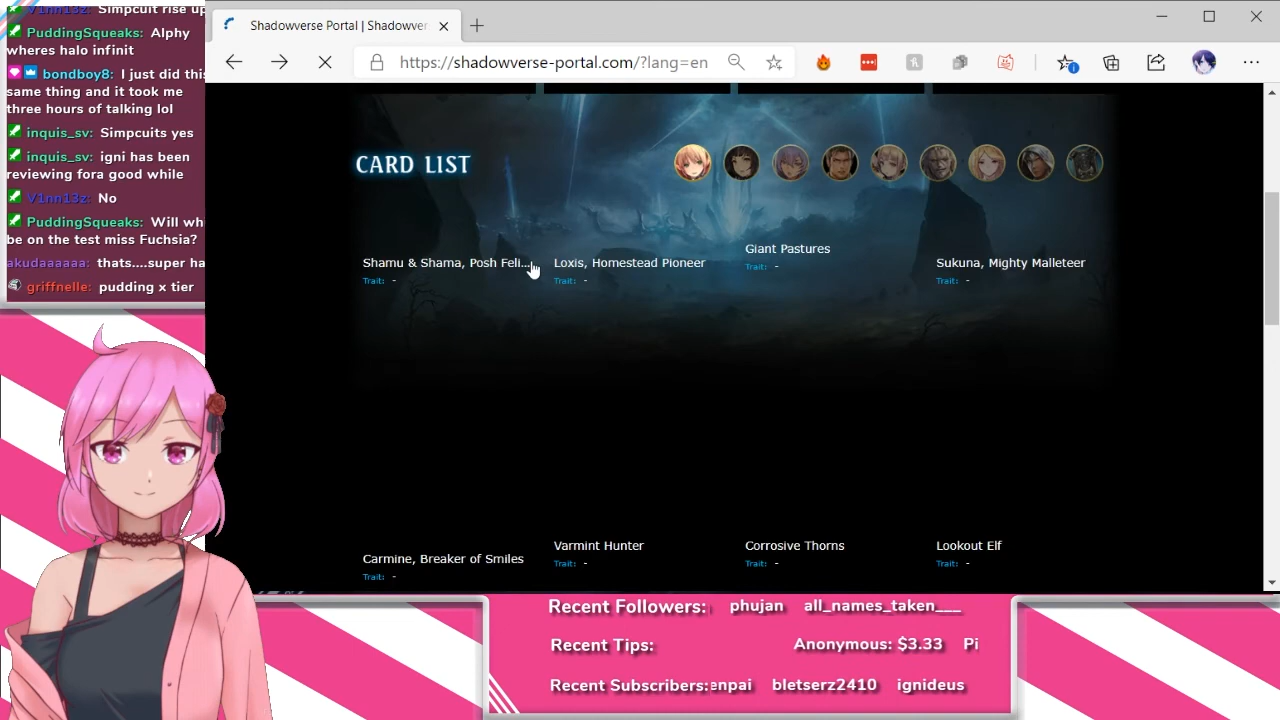 V1nn13z: Simpcuit rise up
PuddingSqueaks: Alphy
wheres halo infinit
bondboy8: I just did this
same thing and it took me
three hours of talking lol
inquis_sv: Simpcuits yes
inquis_sv: igni has been
reviewing fora good while
V1nn13z: No
PuddingSqueaks: Will wh
be on the test miss Fuchsia?
akudaaaaaa: thats....super ha
griffnelle: pudding x tier
Shadowverse Portal | Shadowver
https://shadowverse-portal.com/?lang=en
CARD LIST
Shamu & Shama, Posh Feli...
Trait: -
Loxis, Homestead Pioneer
Trait: -
Giant Pastures
Trait: -
Sukuna, Mighty Malleteer
Trait: -
Carmine, Breaker of Smiles
Trait: -
Varmint Hunter
Trait: -
Corrosive Thorns
Trait: -
Lookout Elf
Trait: -
Recent Followers: phujan all_names_taken___
Recent Tips: Anonymous: $3.33 Pi
Recent Subscribers: enpai bletserz2410 ignideus